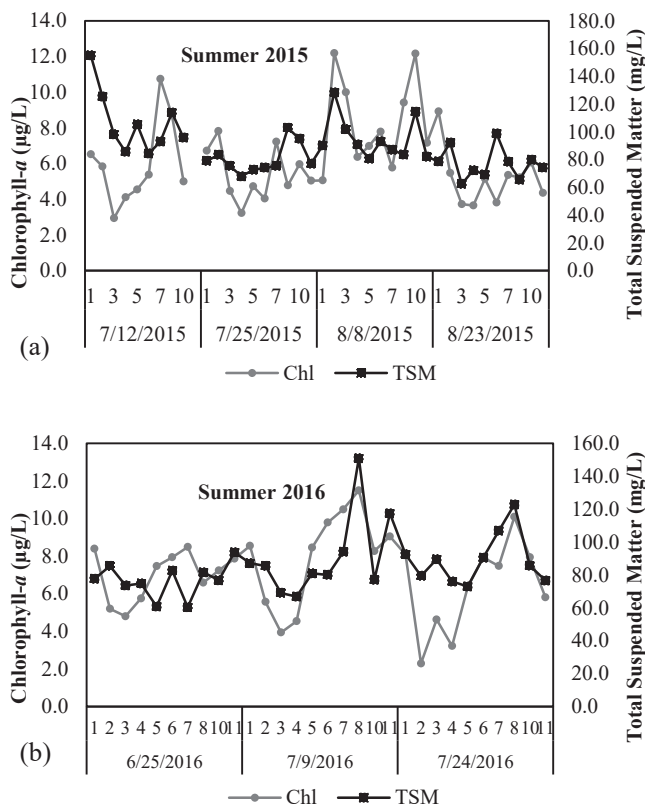 (a)
Summer 2015
Chlorophyll-a (µg/L)
Total Suspended Matter (mg/L)
14.0
12.0
10.0
8.0
6.0
4.0
2.0
0.0
180.0
160.0
140.0
120.0
100.0
80.0
60.0
40.0
20.0
0.0
1 3 5 7 10 1 3 5 7 10 1 3 5 7 10 1 3 5 7 10
7/12/2015 7/25/2015 8/8/2015 8/23/2015
Chl TSM
(b)
Summer 2016
Chlorophyll-a (µg/L)
Total Suspended Matter (mg/L)
14.0
12.0
10.0
8.0
6.0
4.0
2.0
0.0
160.0
140.0
120.0
100.0
80.0
60.0
40.0
20.0
0.0
1 2 3 4 5 6 7 8 10 11 1 2 3 4 5 6 7 8 10 11 1 2 3 4 5 6 7 8 10 11
6/25/2016 7/9/2016 7/24/2016
Chl TSM